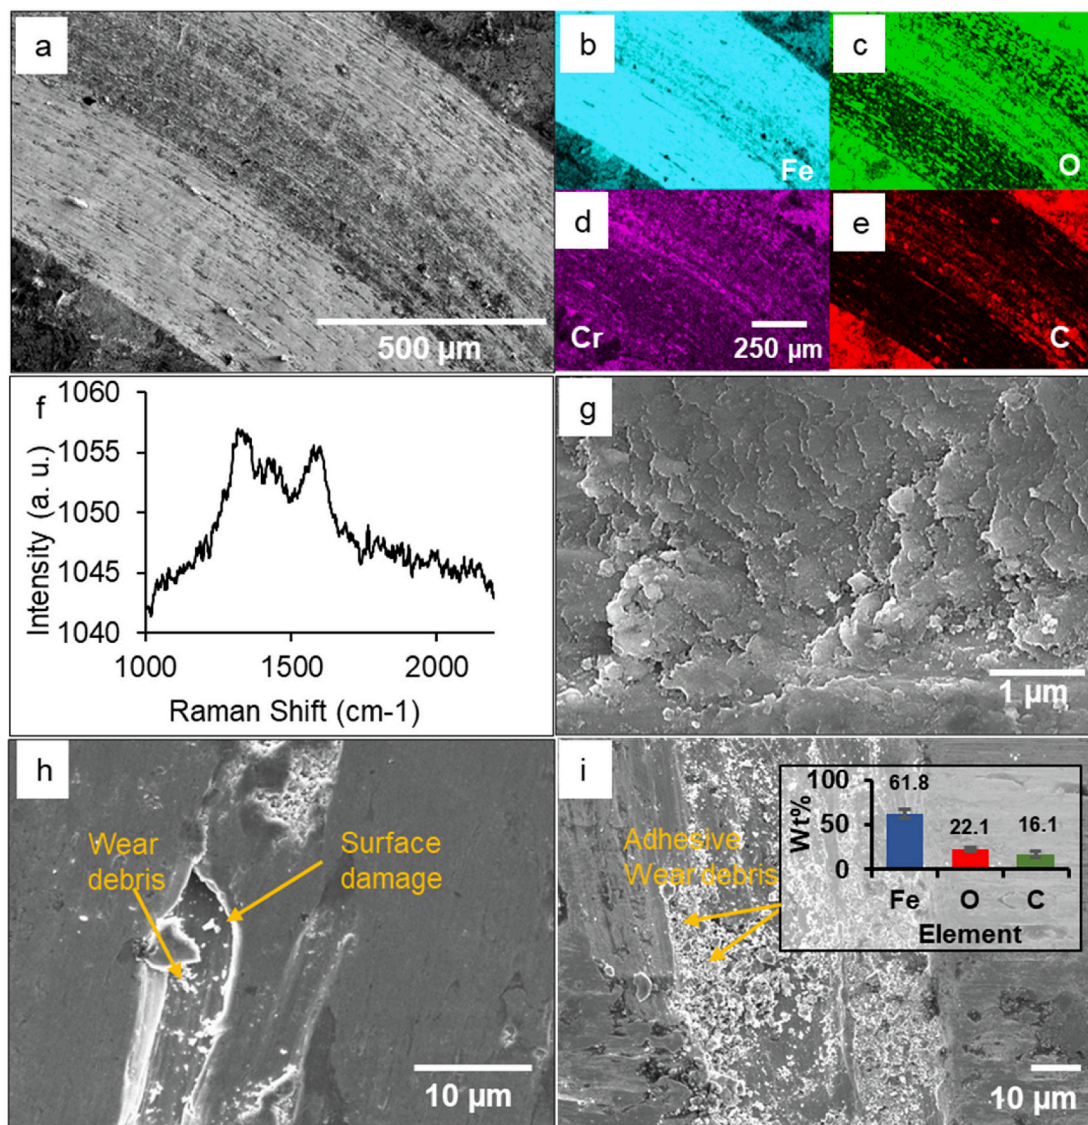 a
500 µm
b
Fe
c
O
d
Cr
250 µm
e
C
f
1060
1055
1050
1045
1040
Intensity (a. u.)
1000
1500
2000
Raman Shift (cm-1)
g
1 µm
h
Wear
debris
Surface
damage
10 µm
i
Adhesive
Wear debris
100
50
0
Wt%
61.8
22.1
16.1
Fe
O
C
Element
10 µm